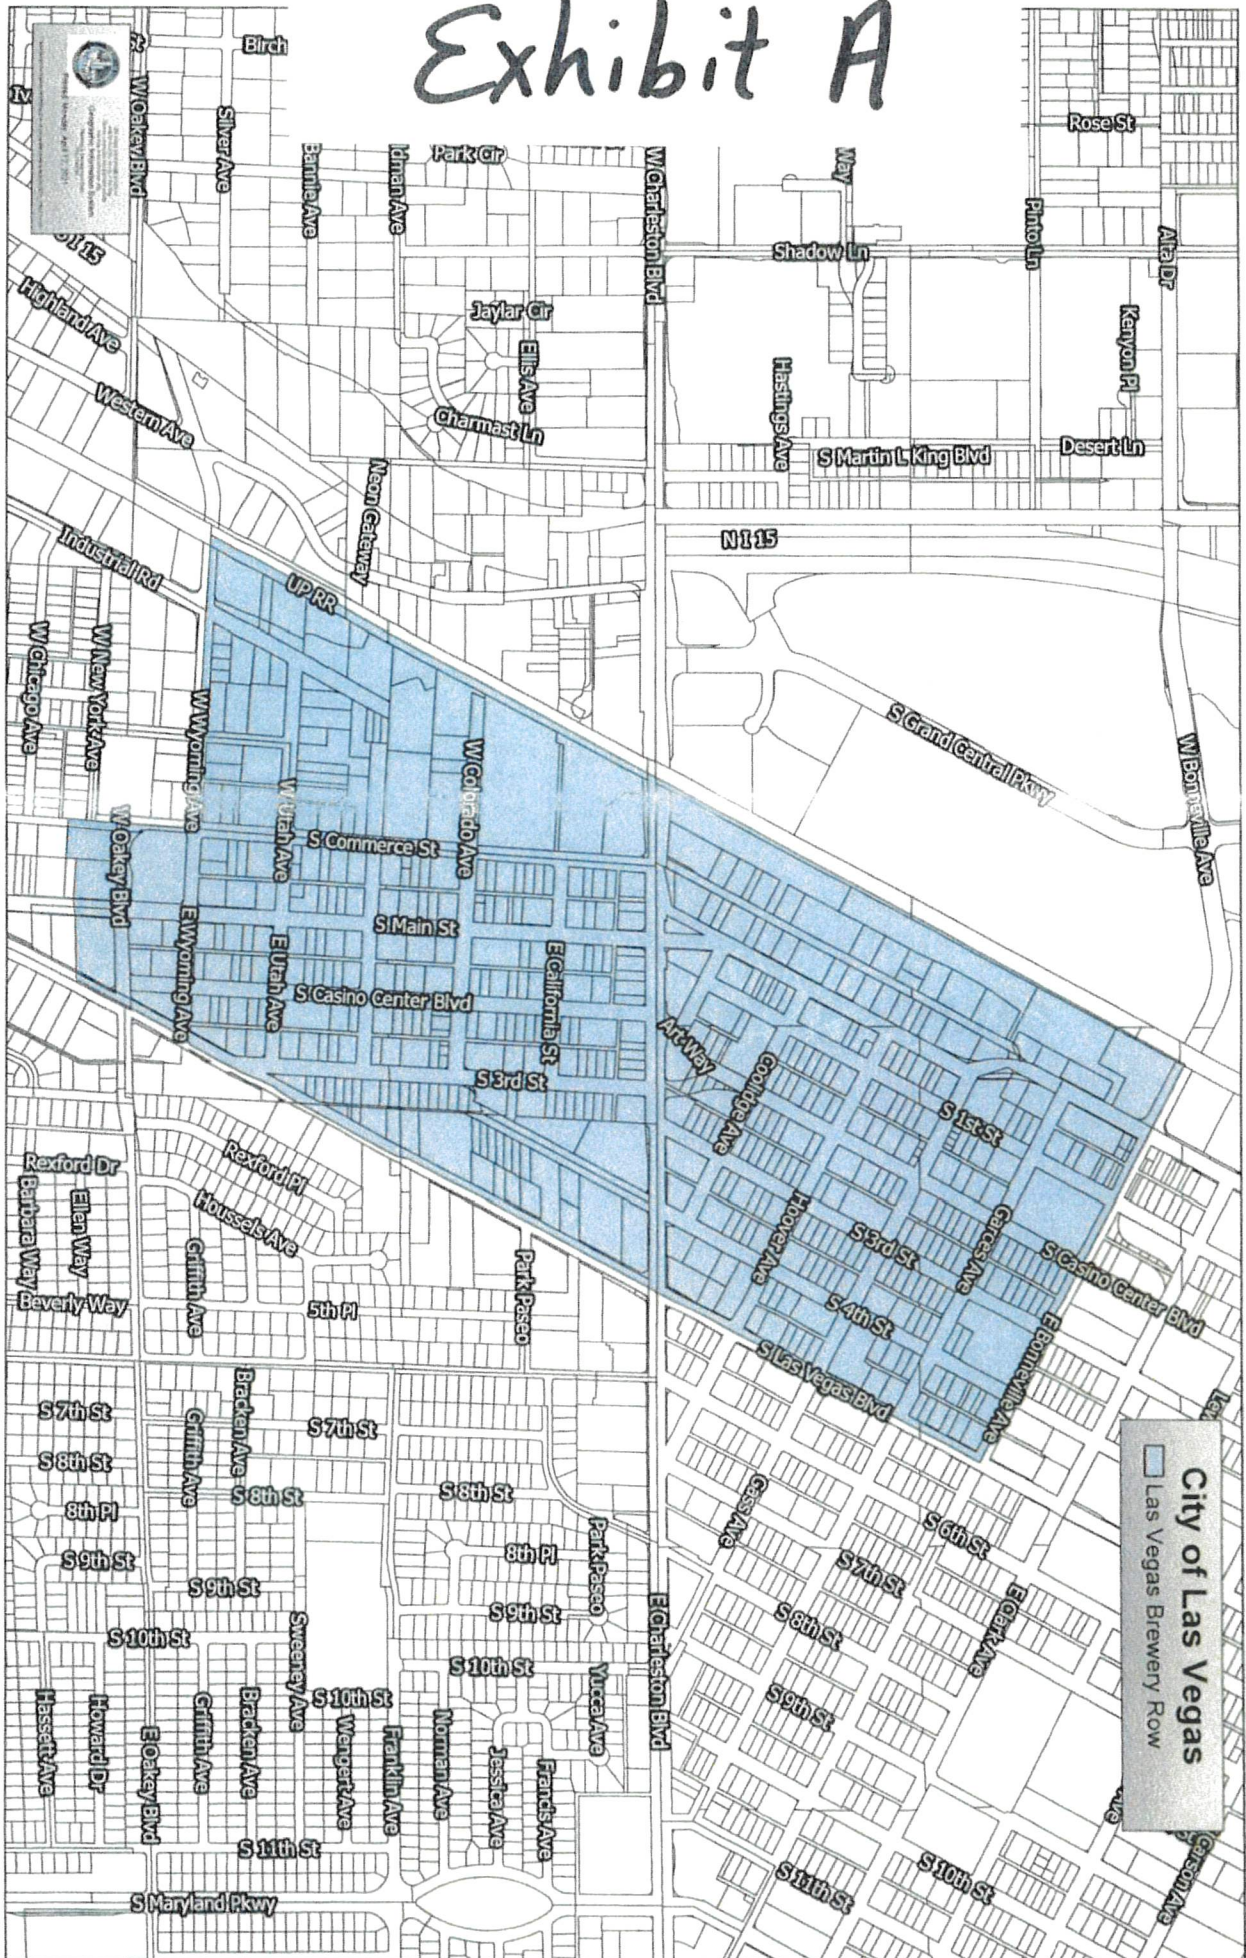 Exhibit A
City of Las Vegas
Las Vegas Brewery Row
Geographic Information System
Birch
Rose St
W Oakey Blvd
Silver Ave
Bannie Ave
Park Cir
W Charleston Blvd
Way
Pinto Ln
Alta Dr
Shadow Ln
I 15
Highland Ave
Jaylar Cir
Ellis Ave
Kenyon Pl
Hastings Ave
Western Ave
Charmast Ln
S Martin L King Blvd
Desert Ln
Neon Gateway
N I 15
Industrial Rd
UP RR
W Chicago Ave
W New York Ave
W Wyoming Ave
W Colorado Ave
S Grand Central Pkwy
W Bonneville Ave
W Oakey Blvd
W Utah Ave
S Commerce St
S Main St
E Wyoming Ave
E Utah Ave
E California St
S Casino Center Blvd
Art Way
Coolidge Ave
S 3rd St
S 1st St
Rexford Dr
Rexford Pl
Barbara Way
Ellen Way
Houssels Ave
Griffith Ave
Hoover Ave
S 3rd St
Garces Ave
S Casino Center Blvd
Beverly Way
5th Pl
Park Paseo
S 4th St
E Bonneville Ave
S Las Vegas Blvd
S 7th St
Bracken Ave
Griffith Ave
S 7th St
S 8th St
S 8th St
S 8th St
Gass Ave
8th Pl
S 6th St
Park Paseo
8th Pl
S 9th St
S 7th St
S 9th St
E Clark Ave
S 9th St
S 8th St
E Charleston Blvd
S 10th St
Sweeney Ave
S 10th St
Yucca Ave
S 10th St
S 9th St
Hassett Ave
Howard Dr
E Oakey Blvd
Griffith Ave
Bracken Ave
Wengert Ave
Franklin Ave
Norman Ave
Jessica Ave
Francis Ave
S 11th St
S Maryland Pkwy
S 11th St
S 10th St
Carson Ave